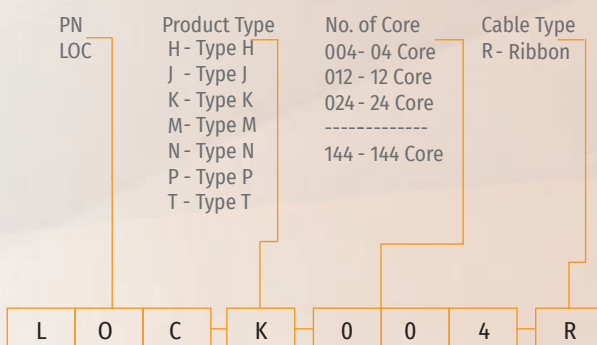 PN
LOC
Product Type
H - Type H
J - Type J
K - Type K
M- Type M
N - Type N
P - Type P
T - Type T
No. of Core
004- 04 Core
012 - 12 Core
024 - 24 Core
-------------
144 - 144 Core
Cable Type
R - Ribbon
L O C - K - 0 0 4 - R